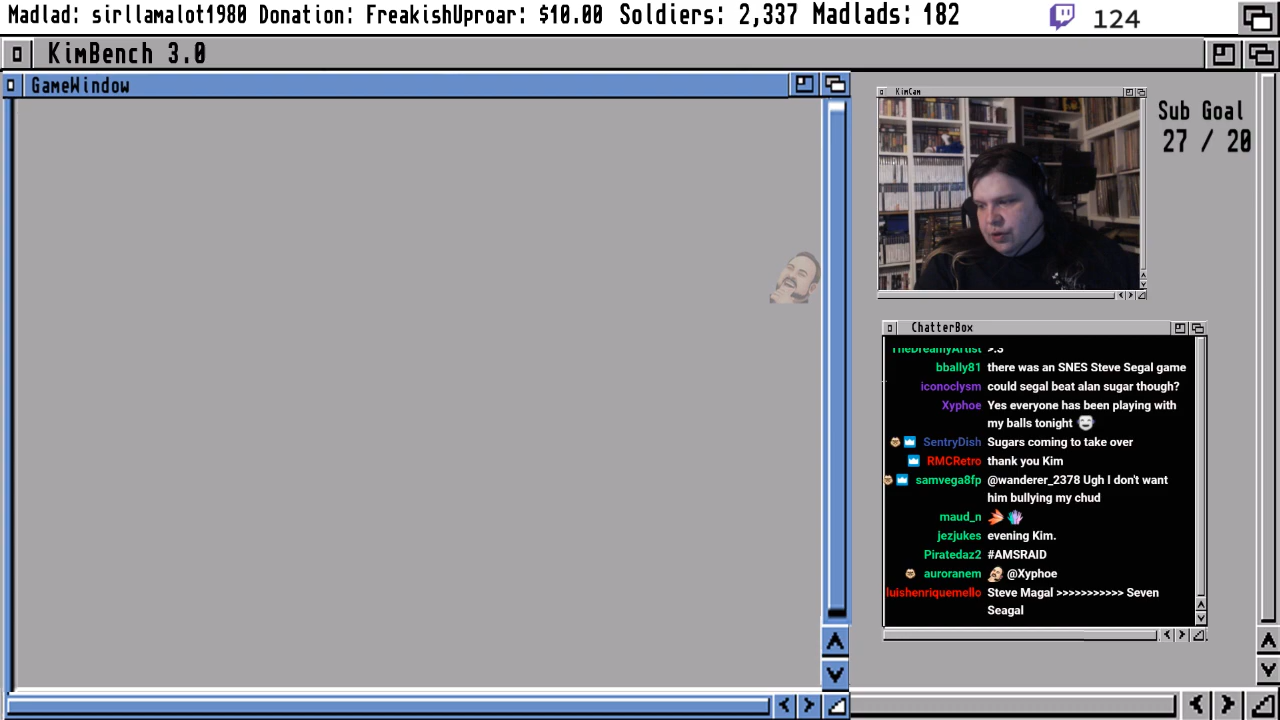 Madlad: sirllamalot1980 Donation: FreakishUproar: $10.00 Soldiers: 2,337 Madlads: 182
124
KimBench 3.0
GameWindow
KimCam
Sub Goal
27 / 20
ChatterBox
TheDreamyArtist >:3
bbally81 there was an SNES Steve Segal game
iconoclysm could segal beat alan sugar though?
Xyphoe Yes everyone has been playing with
my balls tonight
SentryDish Sugars coming to take over
RMCRetro thank you Kim
samvega8fp @wanderer_2378 Ugh I don't want
him bullying my chud
maud_n
jezjukes evening Kim.
Piratedaz2 #AMSRAID
auroranem @Xyphoe
luishenriquemello Steve Magal >>>>>>>>>>> Seven
Seagal